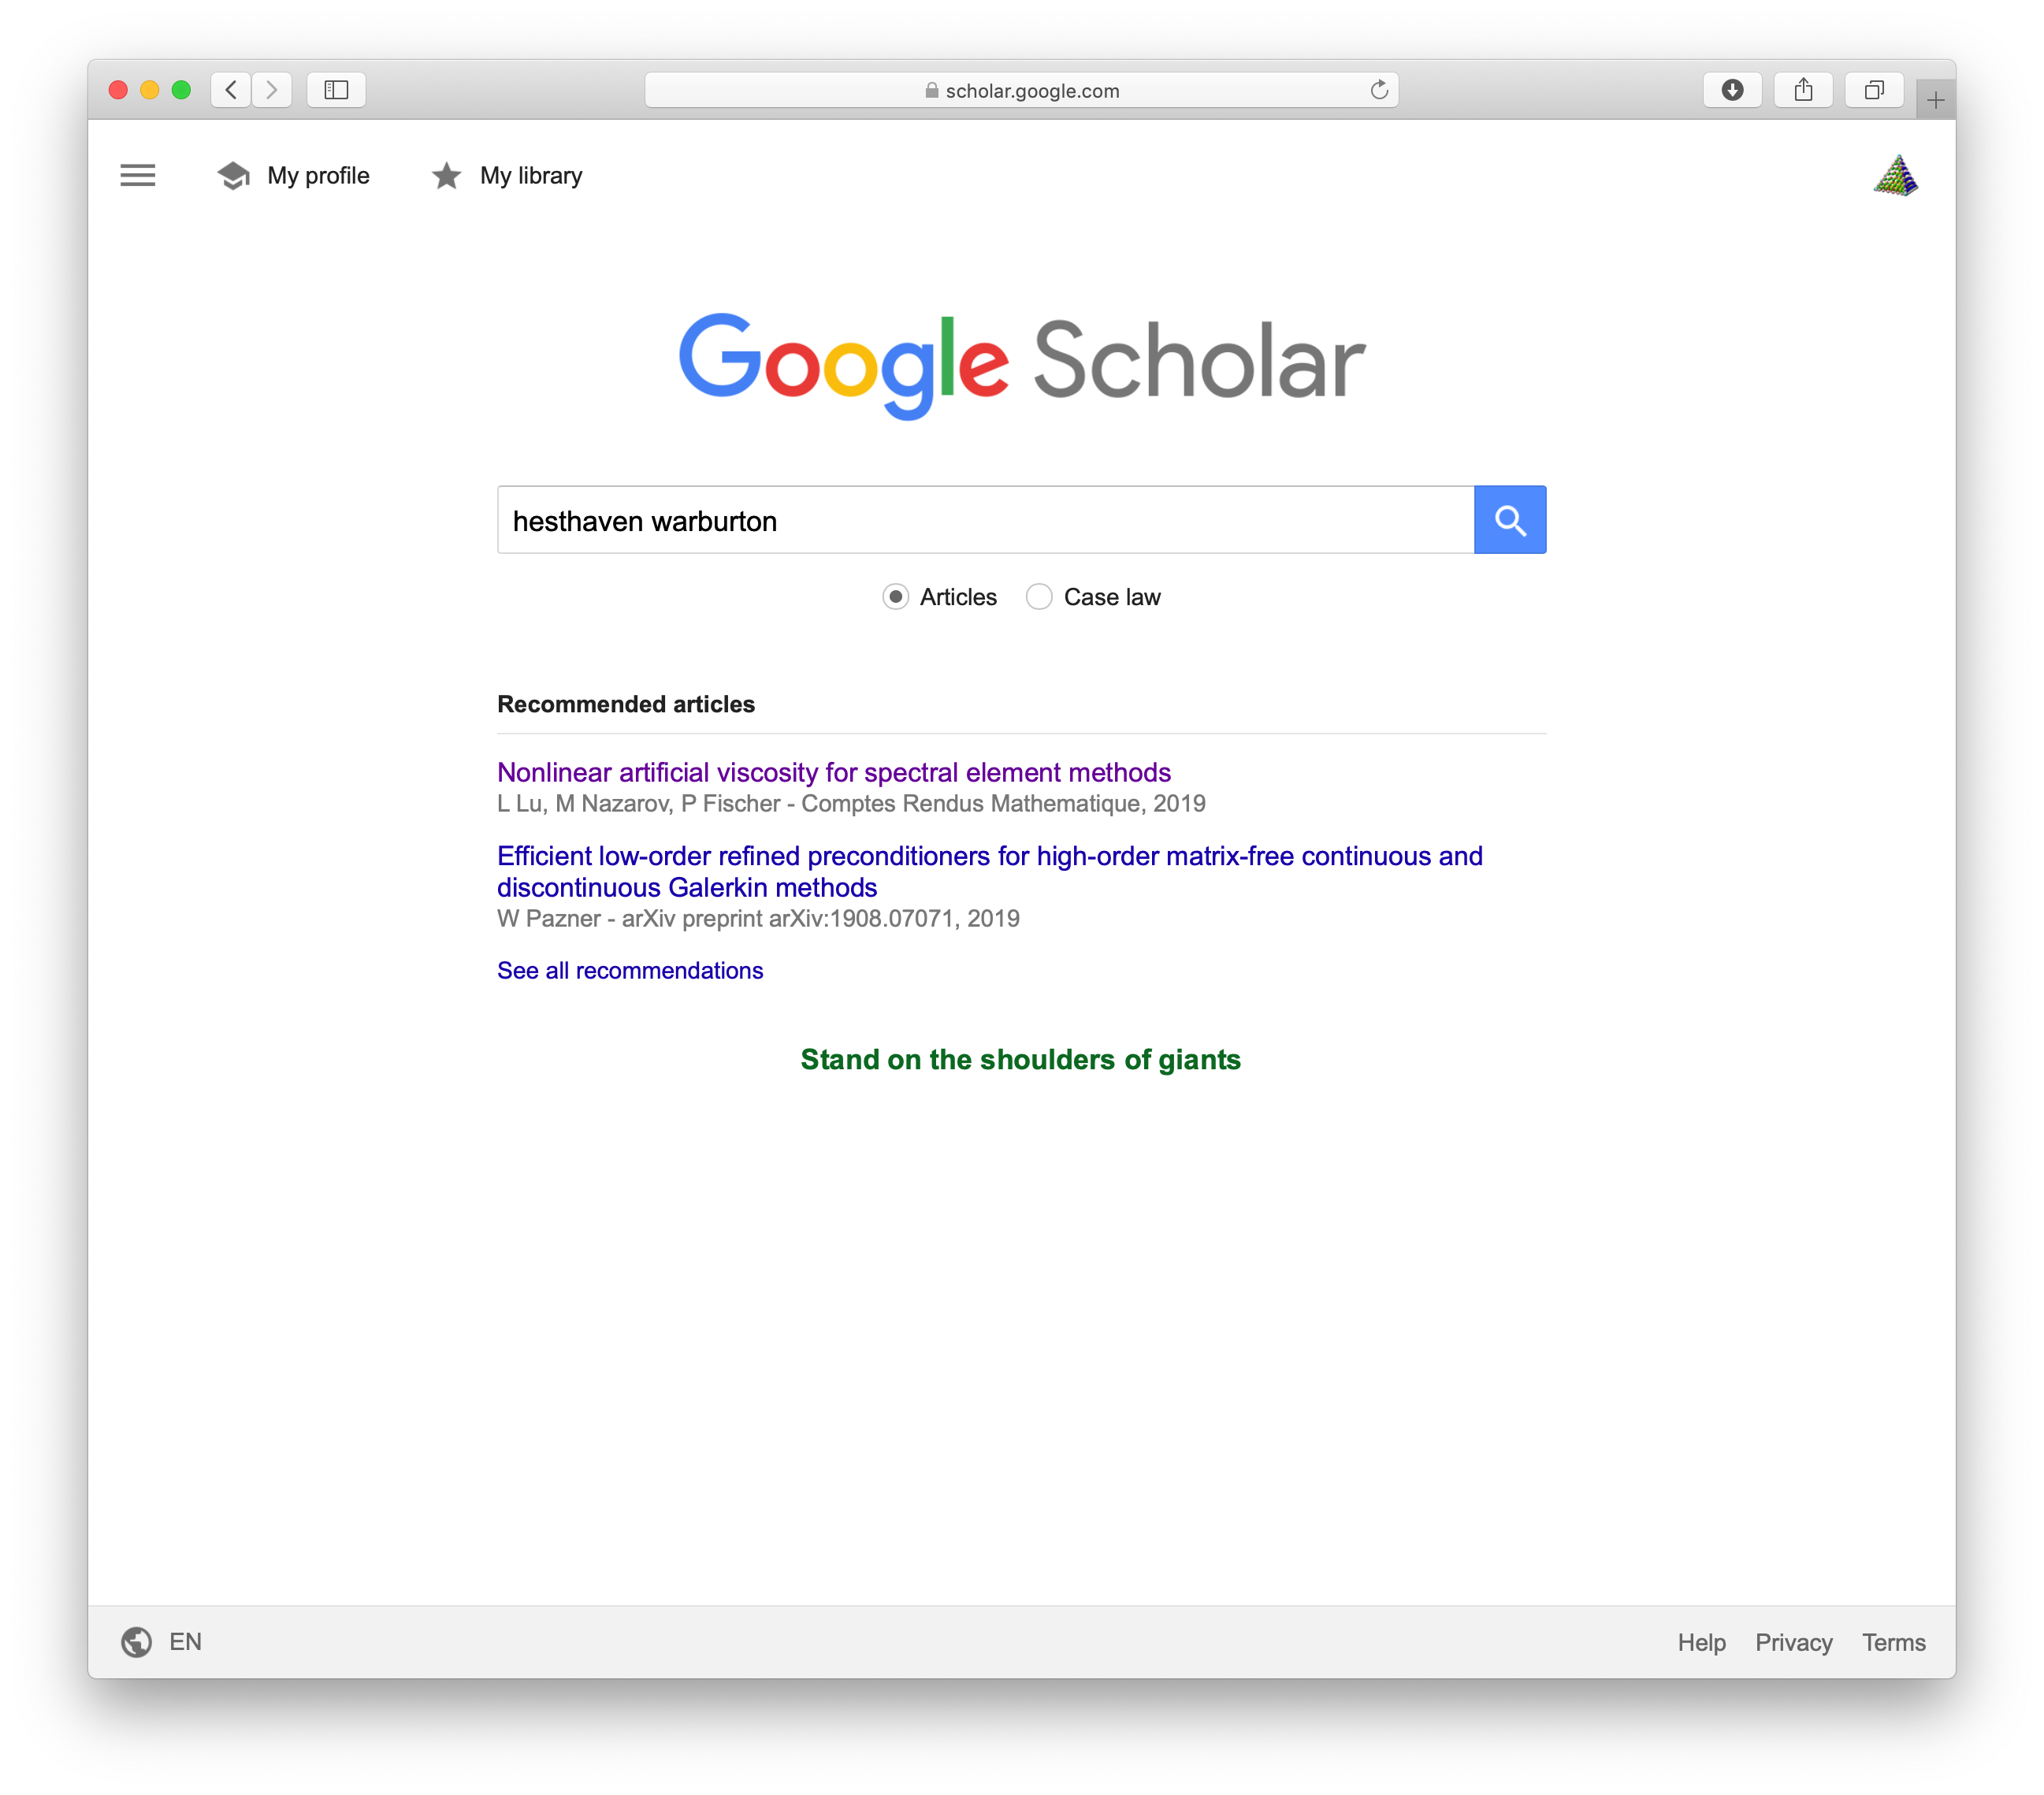 scholar.google.com
My profile
My library
Google Scholar
hesthaven warburton
Articles
Case law
Recommended articles
Nonlinear artificial viscosity for spectral element methods
L Lu, M Nazarov, P Fischer - Comptes Rendus Mathematique, 2019
Efficient low-order refined preconditioners for high-order matrix-free continuous and
discontinuous Galerkin methods
W Pazner - arXiv preprint arXiv:1908.07071, 2019
See all recommendations
Stand on the shoulders of giants
EN
Help
Privacy
Terms